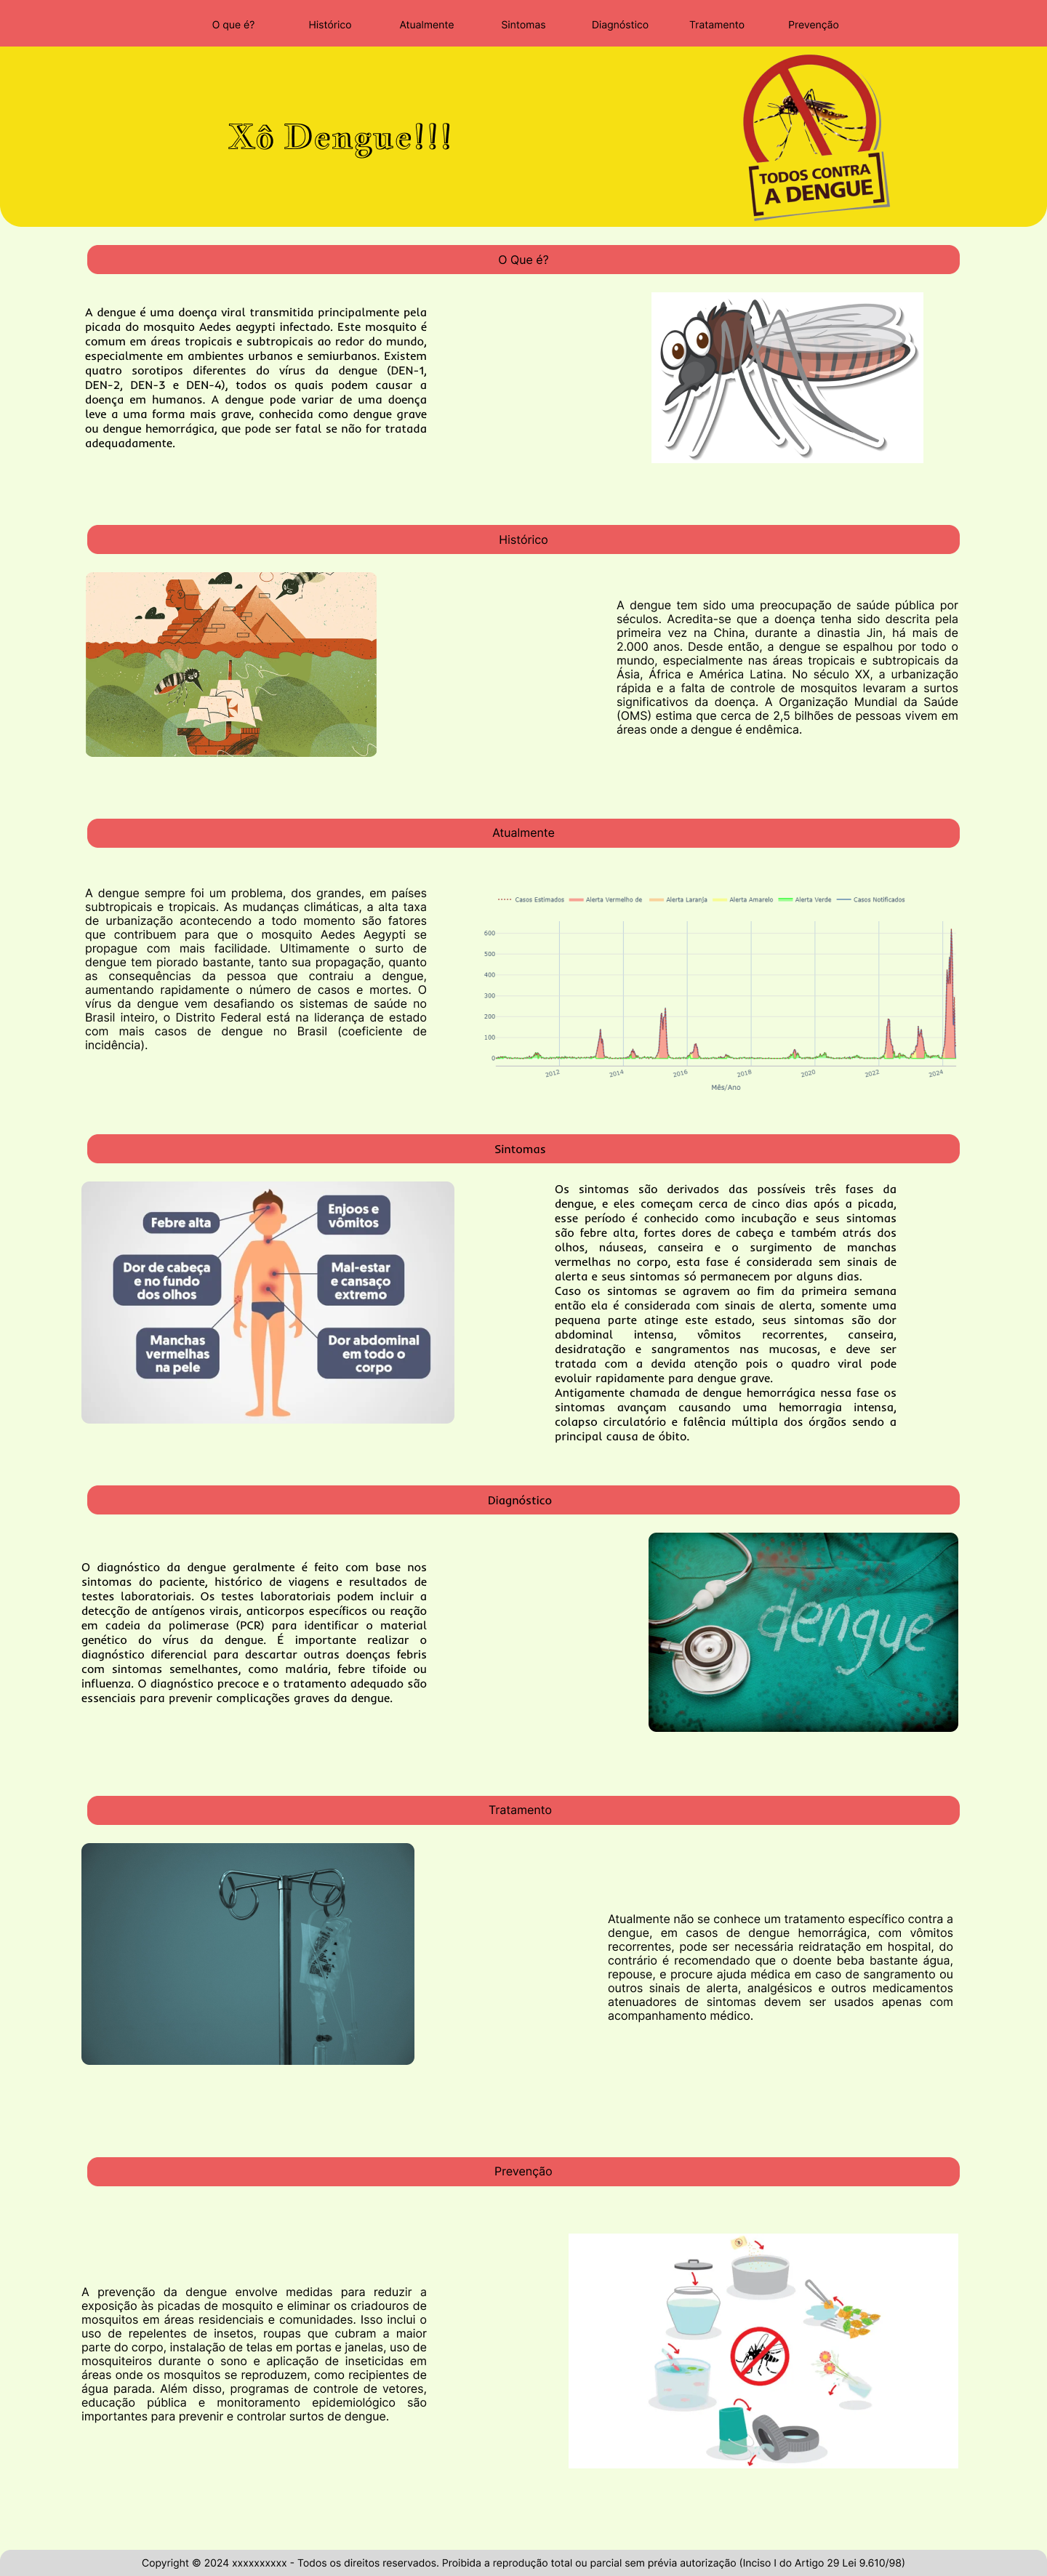 O que é? Histórico Atualmente Sintomas Diagnóstico Tratamento Prevenção
Xô Dengue!!!
TODOS CONTRA
A DENGUE
O Que é?
A dengue é uma doença viral transmitida principalmente pela
picada do mosquito Aedes aegypti infectado. Este mosquito é
comum em áreas tropicais e subtropicais ao redor do mundo,
especialmente em ambientes urbanos e semiurbanos. Existem
quatro sorotipos diferentes do vírus da dengue (DEN-1,
DEN-2, DEN-3 e DEN-4), todos os quais podem causar a
doença em humanos. A dengue pode variar de uma doença
leve a uma forma mais grave, conhecida como dengue grave
ou dengue hemorrágica, que pode ser fatal se não for tratada
adequadamente.
Histórico
A dengue tem sido uma preocupação de saúde pública por
séculos. Acredita-se que a doença tenha sido descrita pela
primeira vez na China, durante a dinastia Jin, há mais de
2.000 anos. Desde então, a dengue se espalhou por todo o
mundo, especialmente nas áreas tropicais e subtropicais da
Ásia, África e América Latina. No século XX, a urbanização
rápida e a falta de controle de mosquitos levaram a surtos
significativos da doença. A Organização Mundial da Saúde
(OMS) estima que cerca de 2,5 bilhões de pessoas vivem em
áreas onde a dengue é endêmica.
Atualmente
A dengue sempre foi um problema, dos grandes, em países
subtropicais e tropicais. As mudanças climáticas, a alta taxa
de urbanização acontecendo a todo momento são fatores
que contribuem para que o mosquito Aedes Aegypti se
propague com mais facilidade. Ultimamente o surto de
dengue tem piorado bastante, tanto sua propagação, quanto
as consequências da pessoa que contraiu a dengue,
aumentando rapidamente o número de casos e mortes. O
vírus da dengue vem desafiando os sistemas de saúde no
Brasil inteiro, o Distrito Federal está na liderança de estado
com mais casos de dengue no Brasil (coeficiente de
incidência).
Casos Estimados Alerta Vermelho de Alerta Laranja Alerta Amarelo Alerta Verde Casos Notificados
600
500
400
300
200
100
0
2012 2014 2016 2018 2020 2022 2024
Mês/Ano
Sintomas
Febre alta
Enjoos e
vômitos
Dor de cabeça
e no fundo
dos olhos
Mal-estar
e cansaço
extremo
Manchas
vermelhas
na pele
Dor abdominal
em todo o
corpo
Os sintomas são derivados das possíveis três fases da
dengue, e eles começam cerca de cinco dias após a picada,
esse período é conhecido como incubação e seus sintomas
são febre alta, fortes dores de cabeça e também atrás dos
olhos, náuseas, canseira e o surgimento de manchas
vermelhas no corpo, esta fase é considerada sem sinais de
alerta e seus sintomas só permanecem por alguns dias.
Caso os sintomas se agravem ao fim da primeira semana
então ela é considerada com sinais de alerta, somente uma
pequena parte atinge este estado, seus sintomas são dor
abdominal intensa, vômitos recorrentes, canseira,
desidratação e sangramentos nas mucosas, e deve ser
tratada com a devida atenção pois o quadro viral pode
evoluir rapidamente para dengue grave.
Antigamente chamada de dengue hemorrágica nessa fase os
sintomas avançam causando uma hemorragia intensa,
colapso circulatório e falência múltipla dos órgãos sendo a
principal causa de óbito.
Diagnóstico
O diagnóstico da dengue geralmente é feito com base nos
sintomas do paciente, histórico de viagens e resultados de
testes laboratoriais. Os testes laboratoriais podem incluir a
detecção de antígenos virais, anticorpos específicos ou reação
em cadeia da polimerase (PCR) para identificar o material
genético do vírus da dengue. É importante realizar o
diagnóstico diferencial para descartar outras doenças febris
com sintomas semelhantes, como malária, febre tifoide ou
influenza. O diagnóstico precoce e o tratamento adequado são
essenciais para prevenir complicações graves da dengue.
dengue
Tratamento
Atualmente não se conhece um tratamento específico contra a
dengue, em casos de dengue hemorrágica, com vômitos
recorrentes, pode ser necessária reidratação em hospital, do
contrário é recomendado que o doente beba bastante água,
repouse, e procure ajuda médica em caso de sangramento ou
outros sinais de alerta, analgésicos e outros medicamentos
atenuadores de sintomas devem ser usados apenas com
acompanhamento médico.
Prevenção
A prevenção da dengue envolve medidas para reduzir a
exposição às picadas de mosquito e eliminar os criadouros de
mosquitos em áreas residenciais e comunidades. Isso inclui o
uso de repelentes de insetos, roupas que cubram a maior
parte do corpo, instalação de telas em portas e janelas, uso de
mosquiteiros durante o sono e aplicação de inseticidas em
áreas onde os mosquitos se reproduzem, como recipientes de
água parada. Além disso, programas de controle de vetores,
educação pública e monitoramento epidemiológico são
importantes para prevenir e controlar surtos de dengue.
Copyright © 2024 xxxxxxxxxx - Todos os direitos reservados. Proibida a reprodução total ou parcial sem prévia autorização (Inciso I do Artigo 29 Lei 9.610/98)